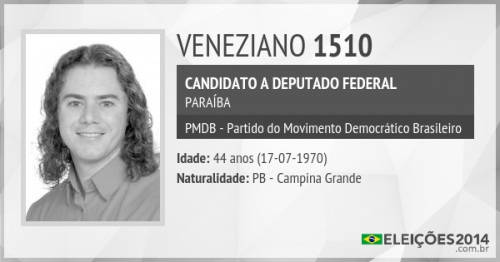 VENEZIANO 1510
CANDIDATO A DEPUTADO FEDERAL
PARAÍBA
PMDB - Partido do Movimento Democrático Brasileiro
Idade: 44 anos (17-07-1970)
Naturalidade: PB - Campina Grande
ELEIÇÕES2014
.com.br